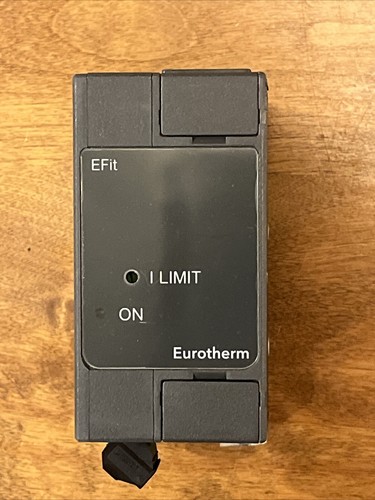 EFit
I LIMIT
ON
Eurotherm